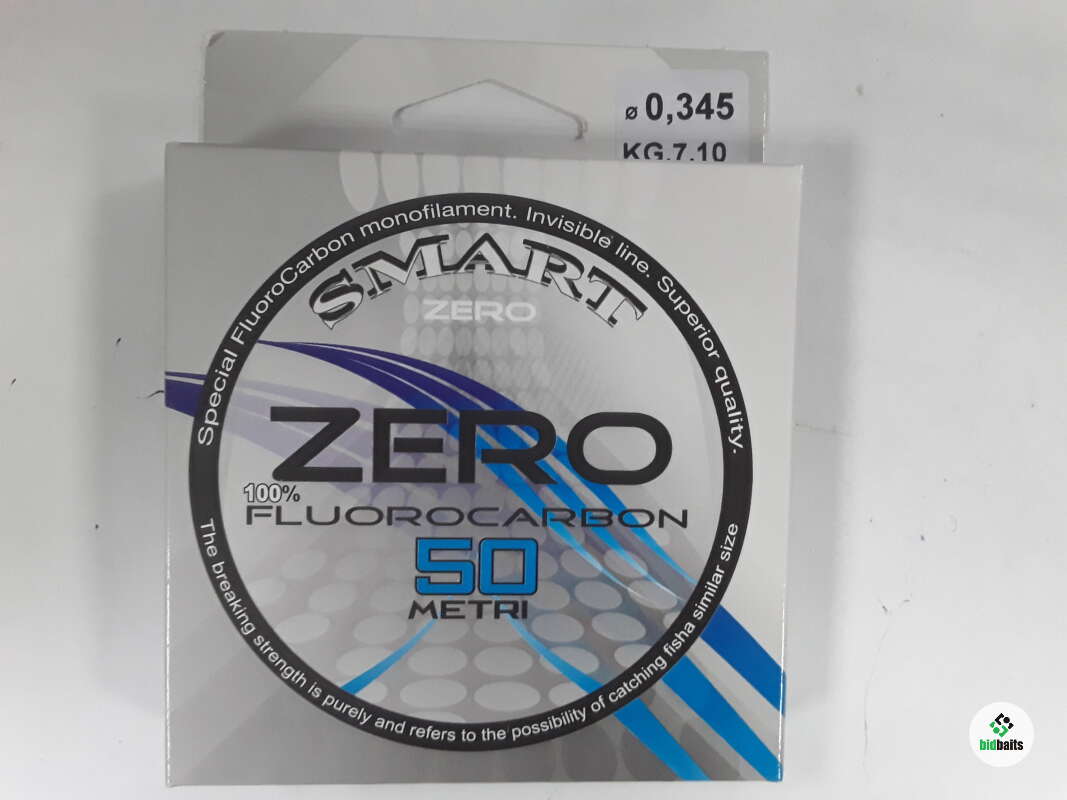 ø 0,345
KG.7.10
Special FluoroCarbon monofilament. Invisible line. Superior quality.
SMART
ZERO
ZERO
100%
FLUOROCARBON
50
METRI
The breaking strength is purely and refers to the possibility of catching fisha similar size
bidbaits